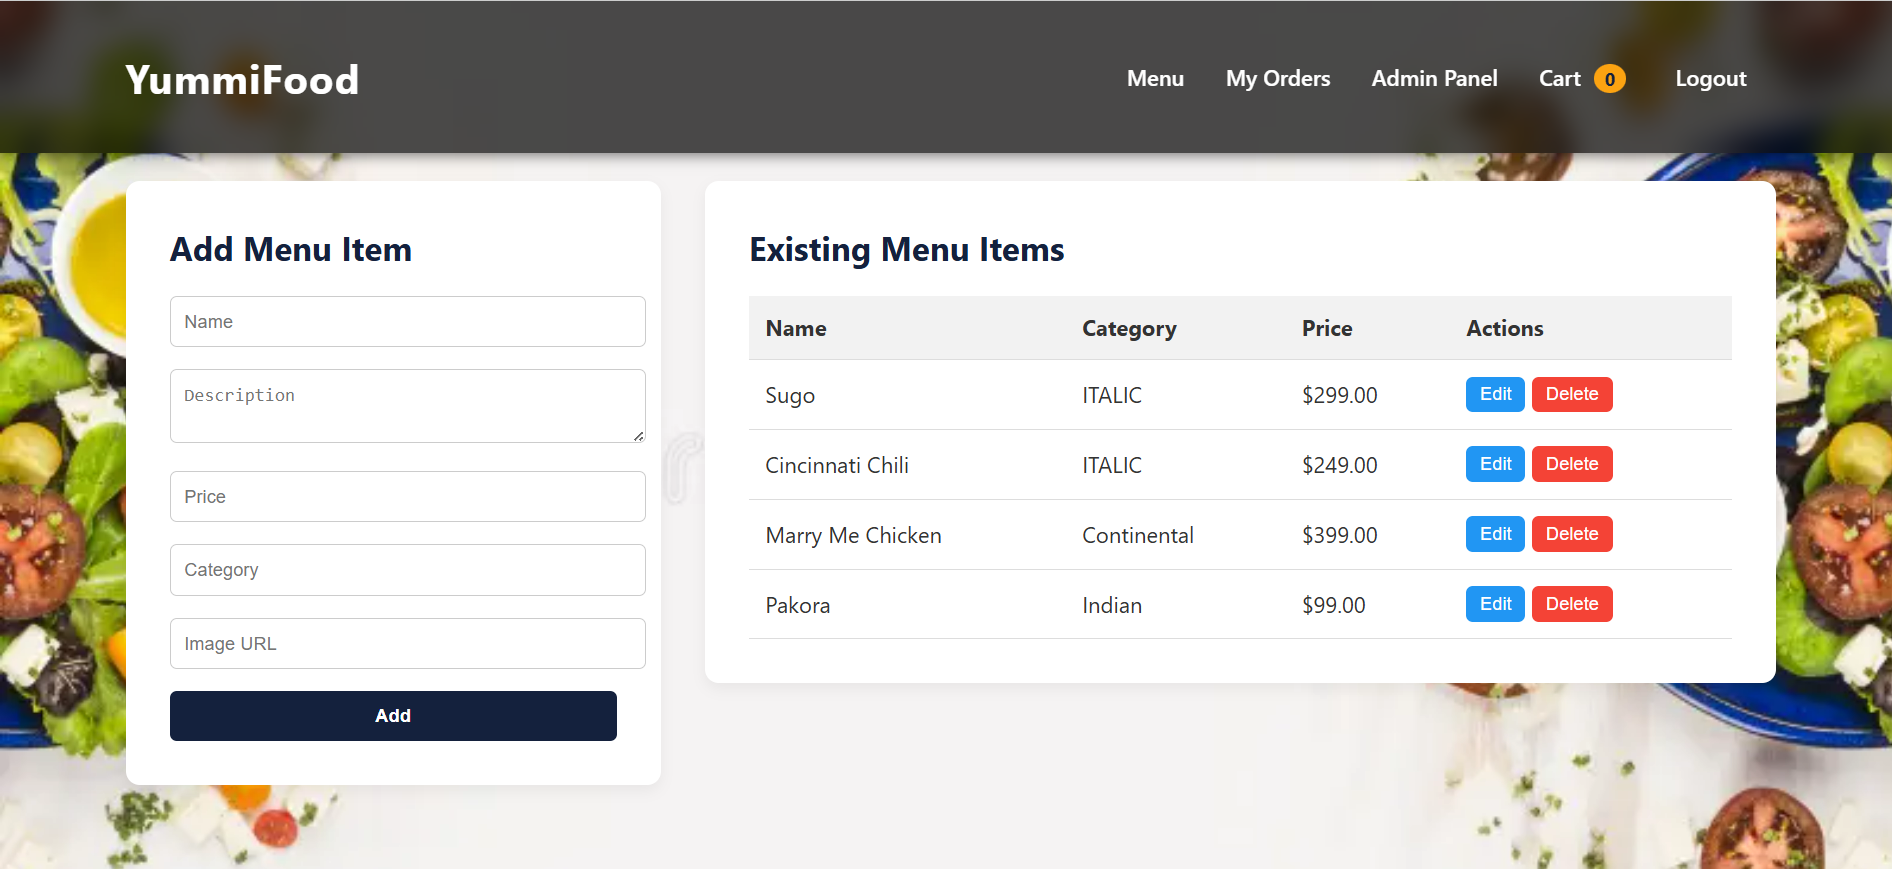 YummiFood
Menu My Orders Admin Panel Cart 0 Logout
Add Menu Item
Name
Description
Price
Category
Image URL
Add
Existing Menu Items
Name Category Price Actions
Sugo ITALIC $299.00 Edit Delete
Cincinnati Chili ITALIC $249.00 Edit Delete
Marry Me Chicken Continental $399.00 Edit Delete
Pakora Indian $99.00 Edit Delete